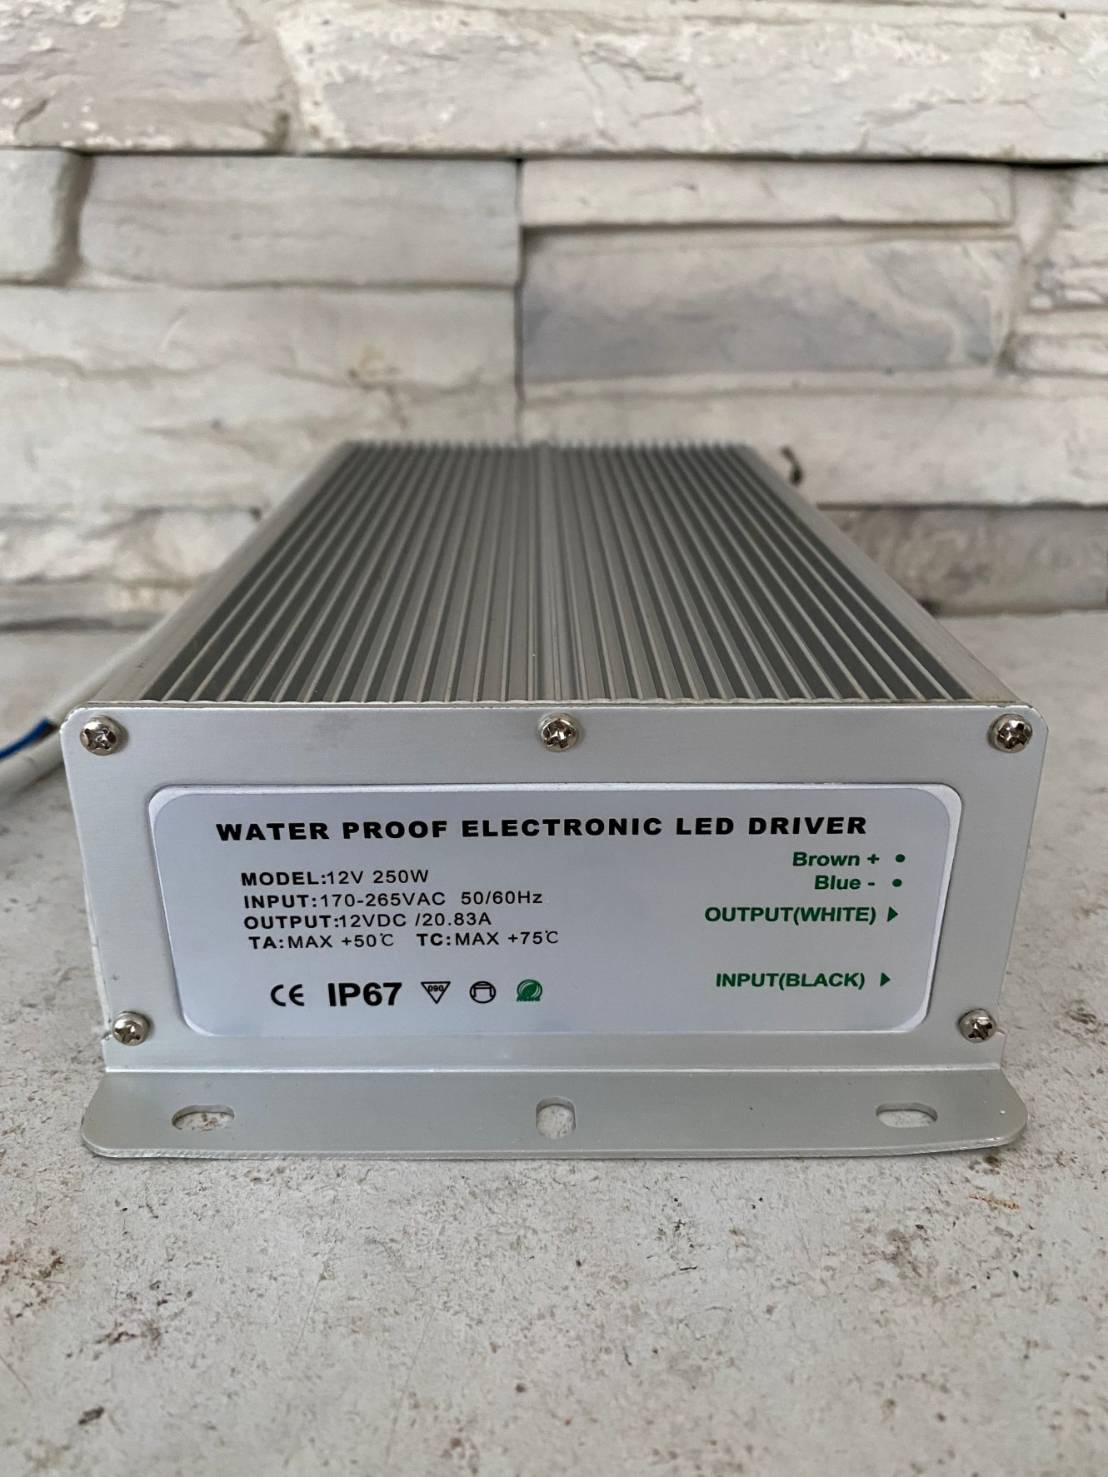 WATER PROOF ELECTRONIC LED DRIVER
MODEL:12V 250W
INPUT:170-265VAC 50/60Hz
OUTPUT:12VDC /20.83A
TA:MAX +50℃ TC:MAX +75℃
CE IP67 060
Brown +
Blue -
OUTPUT(WHITE)
INPUT(BLACK)